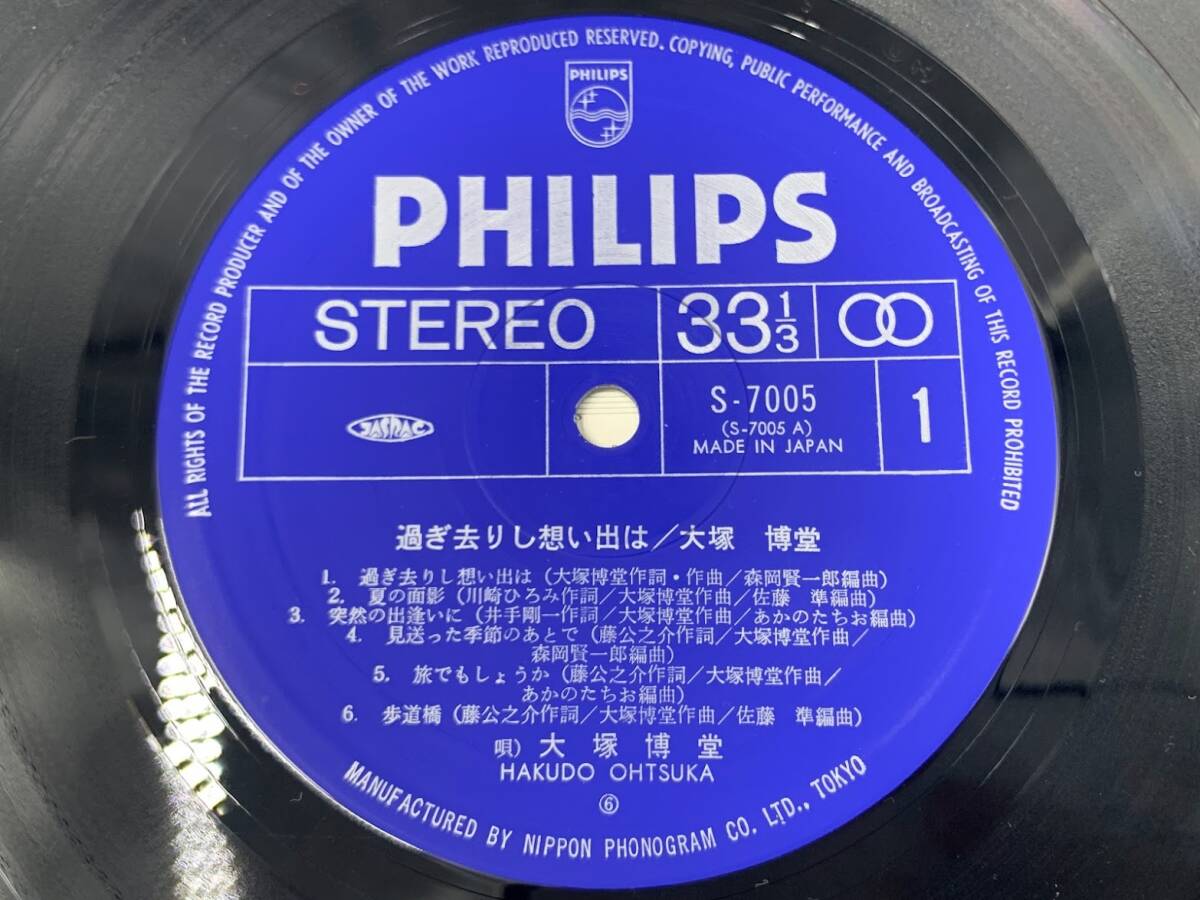 ALL RIGHTS OF THE RECORD PRODUCER AND OF THE OWNER OF THE WORK REPRODUCED RESERVED. COPYING, PUBLIC PERFORMANCE AND BROADCASTING OF THIS RECORD PROHIBITED
PHILIPS
PHILIPS
STEREO 33 1/3
JASRAC S-7005 1
(S-7005 A)
MADE IN JAPAN
過ぎ去りし想い出は/大塚 博堂
1. 過ぎ去りし想い出は(大塚博堂作詞・作曲/森岡賢一郎編曲)
2. 夏の面影(川崎ひろみ作詞/大塚博堂作曲/佐藤 準編曲)
3. 突然の出逢いに(井手剛一作詞/大塚博堂作曲/あかのたちお編曲)
4. 見送った季節のあとで(藤公之介作詞/大塚博堂作曲/
森岡賢一郎編曲)
5. 旅でもしょうか(藤公之介作詞/大塚博堂作曲/
あかのたちお編曲)
6. 歩道橋(藤公之介作詞/大塚博堂作曲/佐藤 準編曲)
唄) 大塚博堂
HAKUDO OHTSUKA
⑥
MANUFACTURED BY NIPPON PHONOGRAM CO. LTD., TOKYO